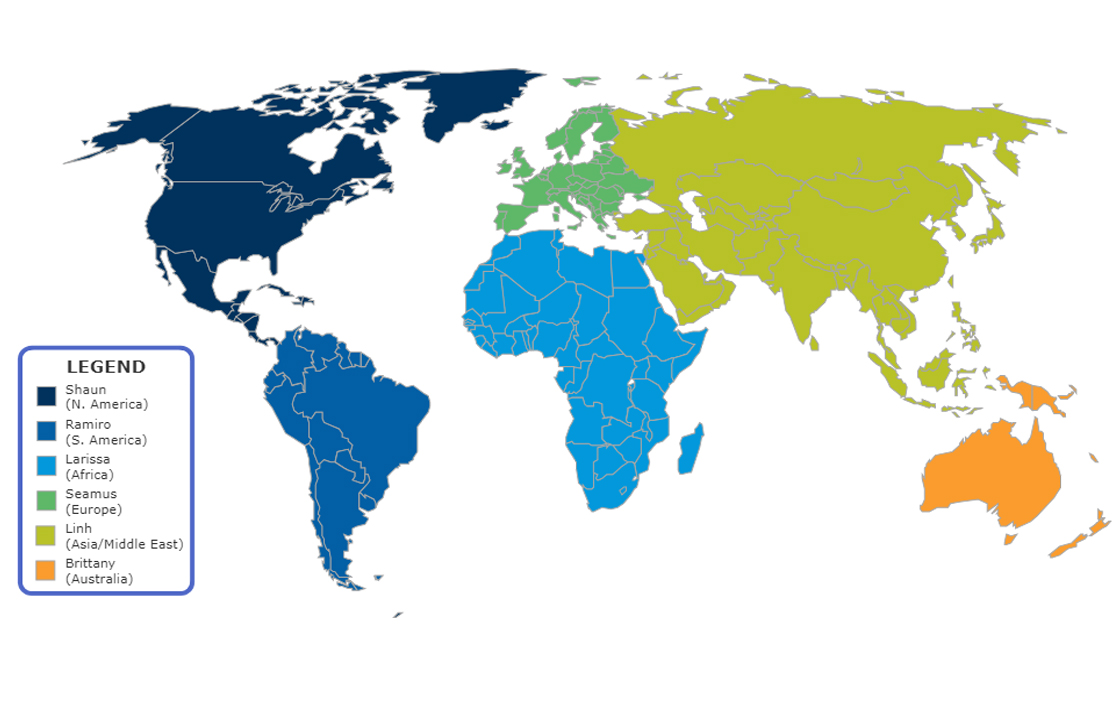 LEGEND
Shaun
(N. America)
Ramiro
(S. America)
Larissa
(Africa)
Seamus
(Europe)
Linh
(Asia/Middle East)
Brittany
(Australia)